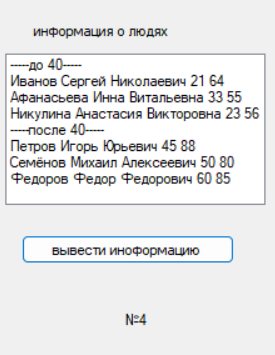 информация о людях
-----до 40-----
Иванов Сергей Николаевич 21 64
Афанасьева Инна Витальевна 33 55
Никулина Анастасия Викторовна 23 56
-----после 40-----
Петров Игорь Юрьевич 45 88
Семёнов Михаил Алексеевич 50 80
Федоров Федор Федорович 60 85
вывести иноформацию
№4